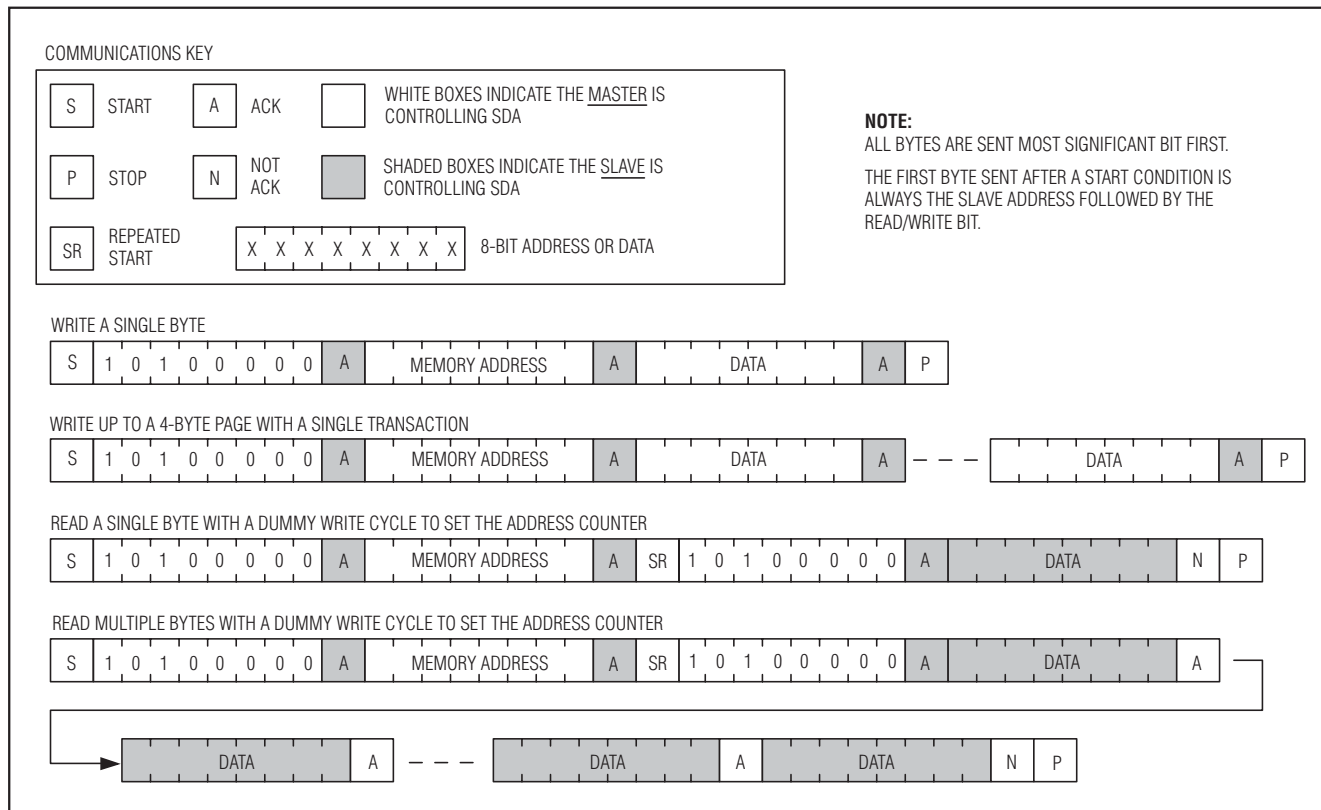 COMMUNICATIONS KEY
S START A ACK WHITE BOXES INDICATE THE MASTER IS
CONTROLLING SDA
P STOP N NOT
ACK SHADED BOXES INDICATE THE SLAVE IS
CONTROLLING SDA
SR REPEATED
START X X X X X X X X 8-BIT ADDRESS OR DATA
NOTE:
ALL BYTES ARE SENT MOST SIGNIFICANT BIT FIRST.
THE FIRST BYTE SENT AFTER A START CONDITION IS
ALWAYS THE SLAVE ADDRESS FOLLOWED BY THE
READ/WRITE BIT.
WRITE A SINGLE BYTE
S 1 0 1 0 0 0 0 0 A MEMORY ADDRESS A DATA A P
WRITE UP TO A 4-BYTE PAGE WITH A SINGLE TRANSACTION
S 1 0 1 0 0 0 0 0 A MEMORY ADDRESS A DATA A DATA A P
READ A SINGLE BYTE WITH A DUMMY WRITE CYCLE TO SET THE ADDRESS COUNTER
S 1 0 1 0 0 0 0 0 A MEMORY ADDRESS A SR 1 0 1 0 0 0 0 0 A DATA N P
READ MULTIPLE BYTES WITH A DUMMY WRITE CYCLE TO SET THE ADDRESS COUNTER
S 1 0 1 0 0 0 0 0 A MEMORY ADDRESS A SR 1 0 1 0 0 0 0 0 A DATA A
DATA A DATA A DATA N P